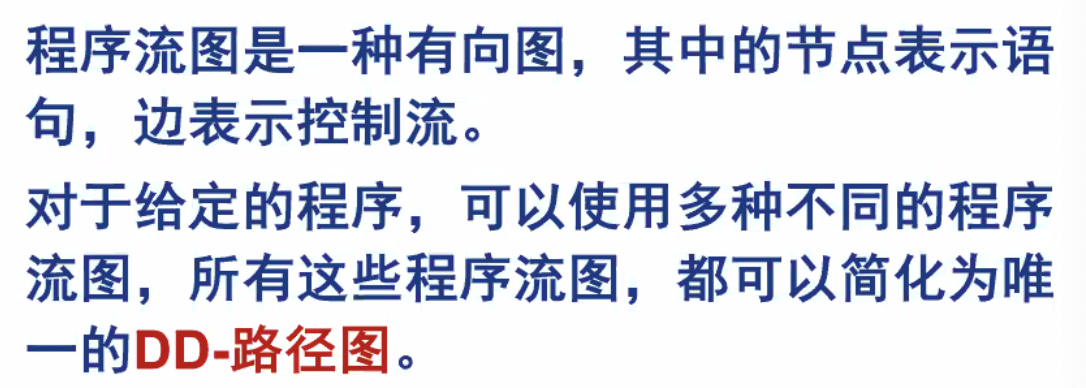 程序流图是一种有向图，其中的节点表示语
句，边表示控制流。
对于给定的程序，可以使用多种不同的程序
流图，所有这些程序流图，都可以简化为唯
一的DD-路径图。